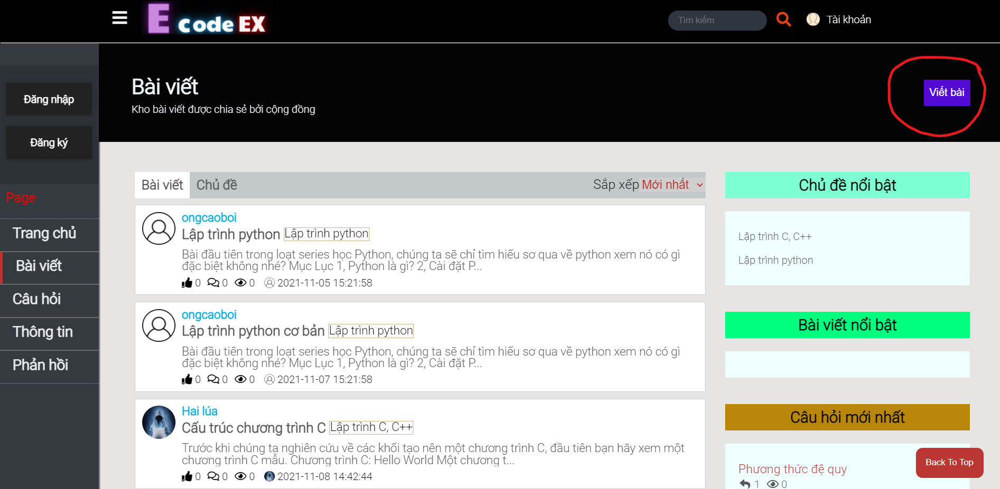 E codeEX
Tìm kiếm
Tài khoản
Đăng nhập
Đăng ký
Page
Trang chủ
Bài viết
Câu hỏi
Thông tin
Phản hồi
Bài viết
Kho bài viết được chia sẻ bởi cộng đồng
Viết bài
Bài viết Chủ đề Sắp xếp Mới nhất
ongcaoboi
Lập trình python Lập trình python
Bài đầu tiên trong loạt series học Python, chúng ta sẽ chỉ tìm hiểu sơ qua về python xem nó có gì
đặc biệt không nhé? Mục Lục 1, Python là gì? 2, Cài đặt P...
0 0 0 2021-11-05 15:21:58
ongcaoboi
Lập trình python cơ bản Lập trình python
Bài đầu tiên trong loạt series học Python, chúng ta sẽ chỉ tìm hiểu sơ qua về python xem nó có gì
đặc biệt không nhé? Mục Lục 1, Python là gì? 2, Cài đặt P...
0 0 0 2021-11-07 15:21:58
Hai lúa
Cấu trúc chương trình C Lập trình C, C++
Trước khi chúng ta nghiên cứu về các khối tạo nên một chương trình C, đầu tiên bạn hãy xem một
chương trình C mẫu. Chương trình C: Hello World Một chương t...
0 0 0 2021-11-08 14:42:44
Chủ đề nổi bật
Lập trình C, C++
Lập trình python
Bài viết nổi bật
Câu hỏi mới nhất
Phương thức đệ quy
1 0
Back To Top